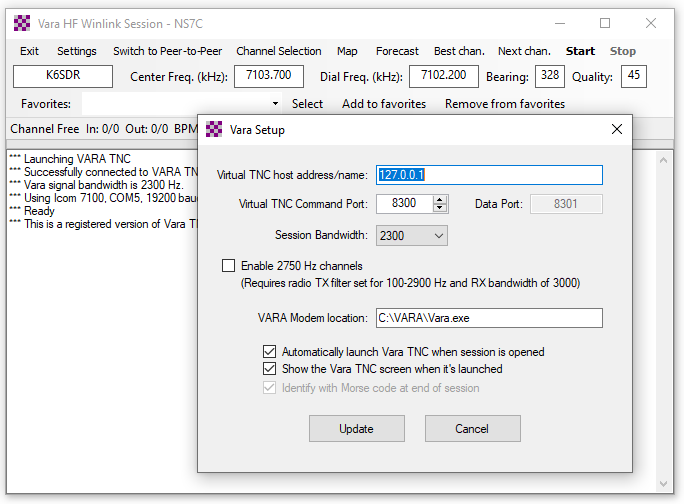 Vara HF Winlink Session - NS7C
Exit Settings Switch to Peer-to-Peer Channel Selection Map Forecast Best chan. Next chan. Start Stop
K6SDR Center Freq. (kHz): 7103.700 Dial Freq. (kHz): 7102.200 Bearing: 328 Quality: 45
Favorites: Select Add to favorites Remove from favorites
Channel Free In: 0/0 Out: 0/0 BPM
*** Launching VARA TNC
*** Successfully connected to VARA TN
*** Vara signal bandwidth is 2300 Hz.
*** Using Icom 7100, COM5, 19200 baud
*** Ready
*** This is a registered version of Vara T
Vara Setup
Virtual TNC host address/name: 127.0.0.1
Virtual TNC Command Port: 8300 Data Port: 8301
Session Bandwidth: 2300
Enable 2750 Hz channels
(Requires radio TX filter set for 100-2900 Hz and RX bandwidth of 3000)
VARA Modem location: C:\VARA\Vara.exe
Automatically launch Vara TNC when session is opened
Show the Vara TNC screen when it's launched
Identify with Morse code at end of session
Update Cancel